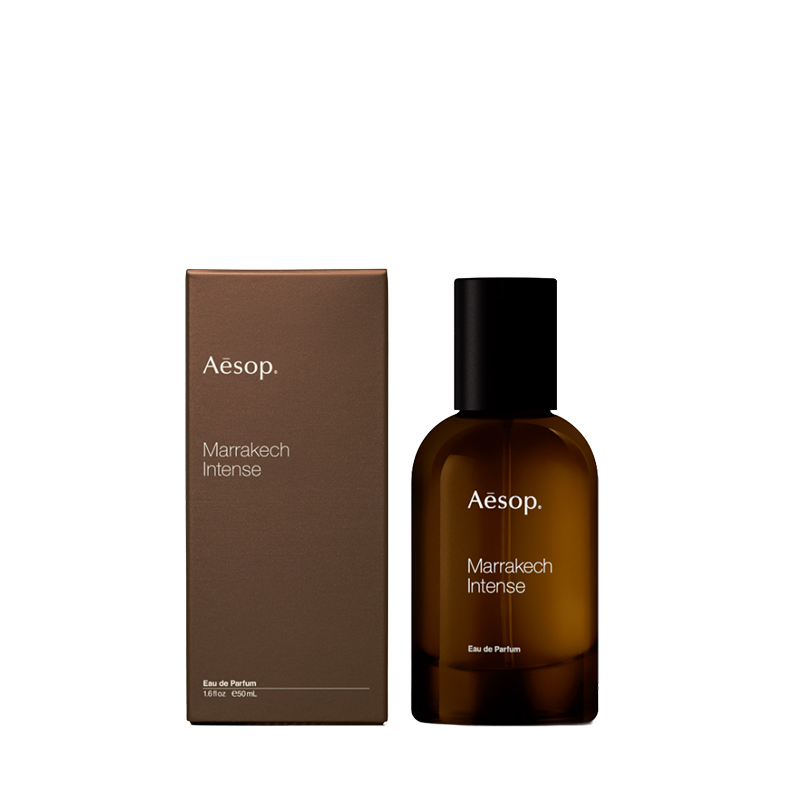 Aēsop®
Marrakech
Intense
Eau de Parfum
1.6 fl oz ℮50 mL
Aēsop®
Marrakech
Intense
Eau de Parfum